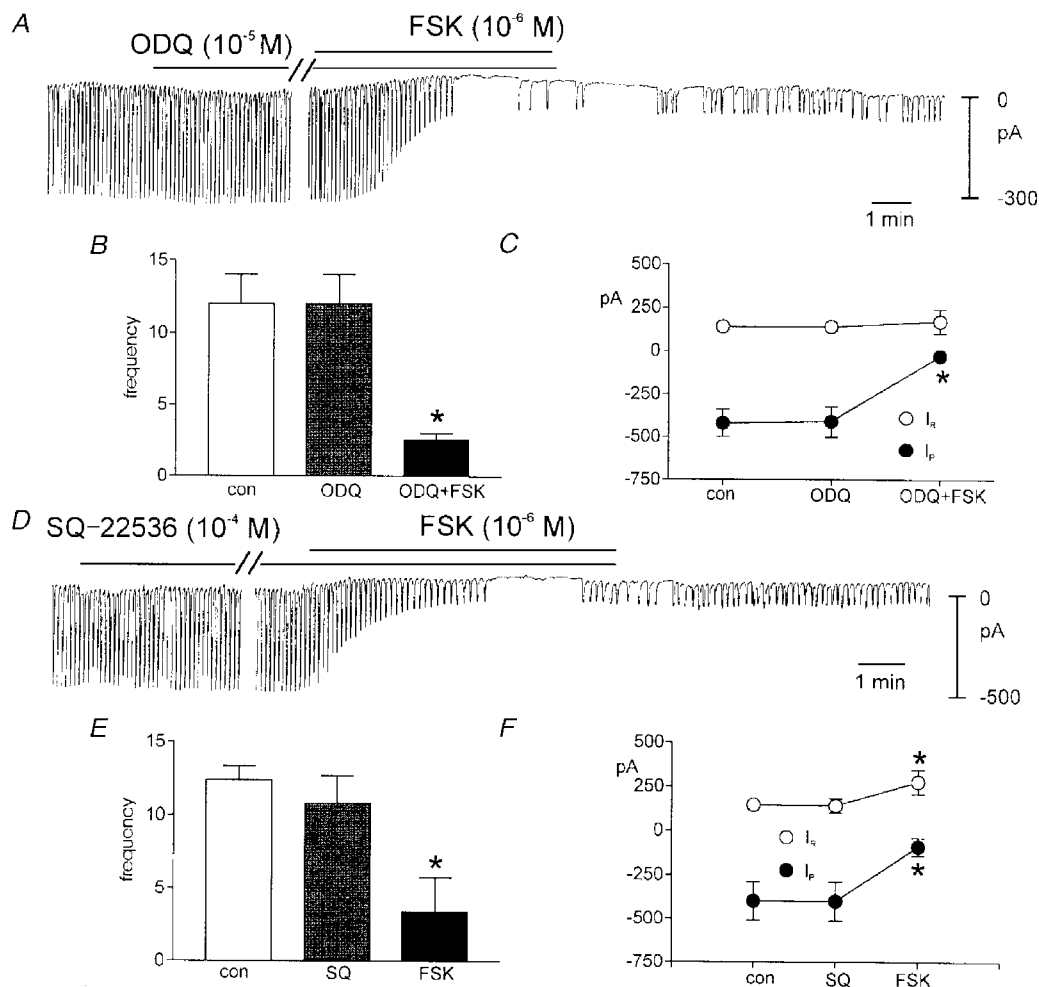 A
ODQ (10⁻⁵ M)
FSK (10⁻⁶ M)
0
pA
-300
1 min
B
15
10
5
0
frequency
con
ODQ
ODQ+FSK
*
C
500
250
0
-250
-500
-750
pA
*
I_R
I_P
con
ODQ
ODQ+FSK
D
SQ-22536 (10⁻⁴ M)
FSK (10⁻⁶ M)
0
pA
-500
1 min
E
15
10
5
0
frequency
con
SQ
FSK
*
F
500
250
0
-250
-500
-750
pA
*
*
I_R
I_P
con
SQ
FSK